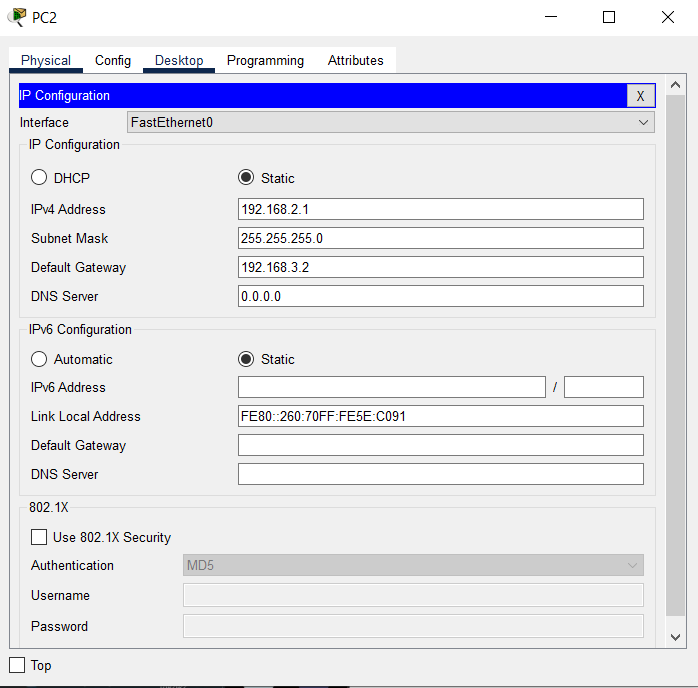 PC2
Physical Config Desktop Programming Attributes
IP Configuration X
Interface FastEthernet0
IP Configuration
DHCP Static
IPv4 Address 192.168.2.1
Subnet Mask 255.255.255.0
Default Gateway 192.168.3.2
DNS Server 0.0.0.0
IPv6 Configuration
Automatic Static
IPv6 Address /
Link Local Address FE80::260:70FF:FE5E:C091
Default Gateway
DNS Server
802.1X
Use 802.1X Security
Authentication MD5
Username
Password
Top